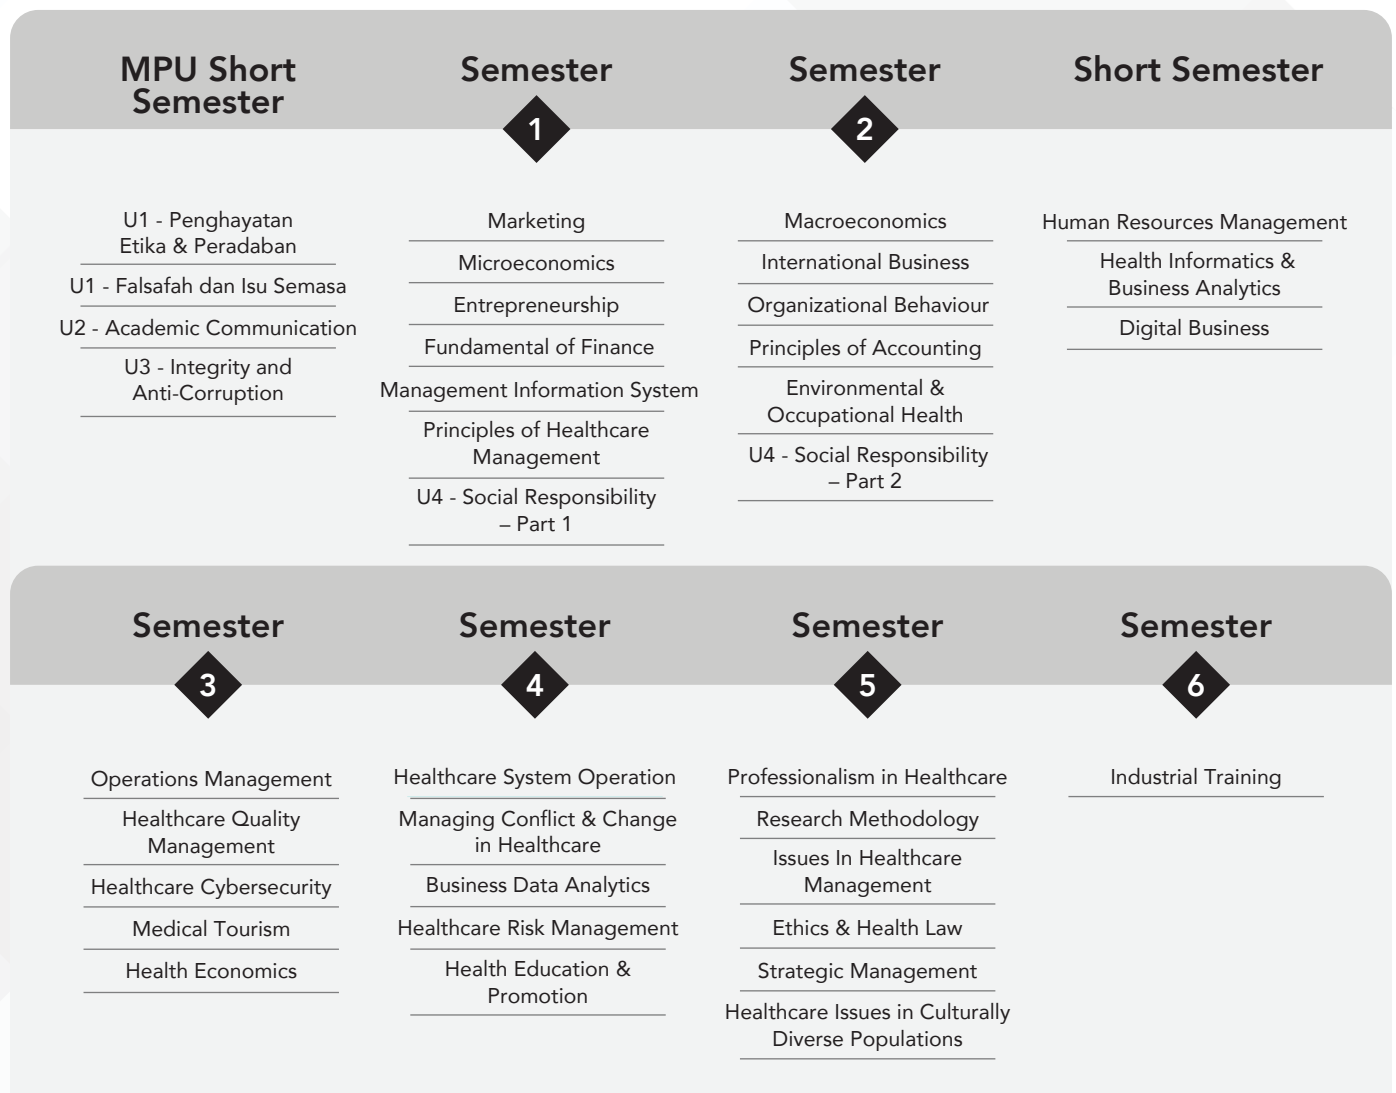 MPU Short
Semester
U1 - Penghayatan
Etika & Peradaban
U1 - Falsafah dan Isu Semasa
U2 - Academic Communication
U3 - Integrity and
Anti-Corruption
Semester
1
Marketing
Microeconomics
Entrepreneurship
Fundamental of Finance
Management Information System
Principles of Healthcare
Management
U4 - Social Responsibility
– Part 1
Semester
2
Macroeconomics
International Business
Organizational Behaviour
Principles of Accounting
Environmental &
Occupational Health
U4 - Social Responsibility
– Part 2
Short Semester
Human Resources Management
Health Informatics &
Business Analytics
Digital Business
Semester
3
Operations Management
Healthcare Quality
Management
Healthcare Cybersecurity
Medical Tourism
Health Economics
Semester
4
Healthcare System Operation
Managing Conflict & Change
in Healthcare
Business Data Analytics
Healthcare Risk Management
Health Education &
Promotion
Semester
5
Professionalism in Healthcare
Research Methodology
Issues In Healthcare
Management
Ethics & Health Law
Strategic Management
Healthcare Issues in Culturally
Diverse Populations
Semester
6
Industrial Training